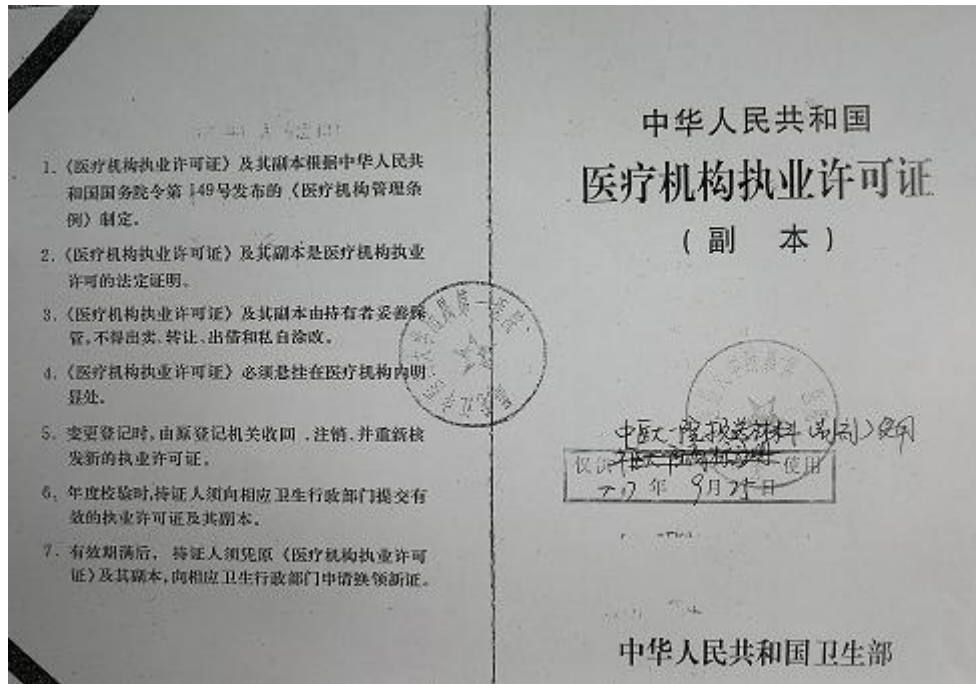 1、《医疗机构执业许可证》及其副本根据中华人民共
和国国务院令第149号发布的《医疗机构管理条
例》制定。
2、《医疗机构执业许可证》及其副本是医疗机构执业
许可的法定证明。
3、《医疗机构执业许可证》及其副本由持有者妥善保
管,不得出卖、转让、出借和私自涂改。
4、《医疗机构执业许可证》必须悬挂在医疗机构内明
显处。
5、变更登记时,由原登记机关收回、注销、并重新核
发新的执业许可证。
6、年度校验时,持证人须向相应卫生行政部门提交有
效的执业许可证及其副本。
7、有效期满后, 持证人须凭原《医疗机构执业许可
证》及其副本,向相应卫生行政部门申请换领新证。
中华人民共和国
医疗机构执业许可证
(副 本)
使用
仅供 使用
年 9月25日
中华人民共和国卫生部